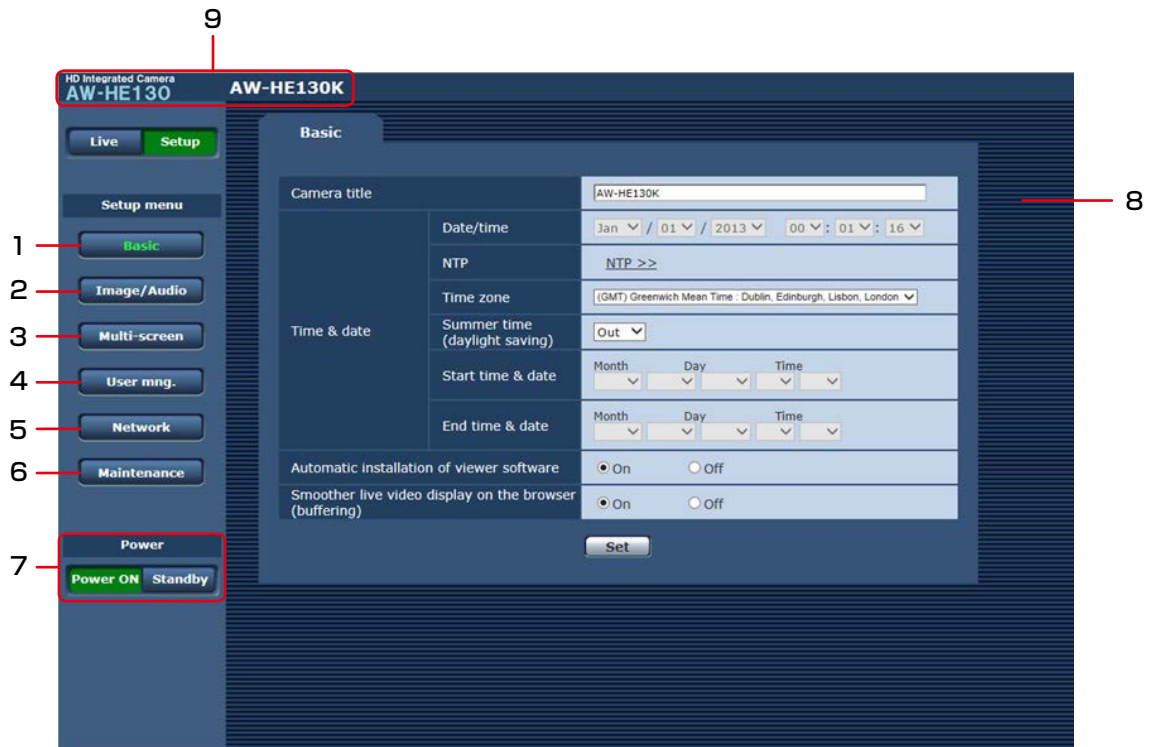 9
HD Integrated Camera
AW-HE130
AW-HE130K
Live
Setup
Basic
Setup menu
Camera title
AW-HE130K
8
1
Basic
Time & date
Date/time
Jan / 01 / 2013 00 : 01 : 16
NTP
NTP >>
2
Image/Audio
Time zone
(GMT) Greenwich Mean Time : Dublin, Edinburgh, Lisbon, London
3
Multi-screen
Summer time
(daylight saving)
Out
4
User mng.
Start time & date
Month Day Time
5
Network
End time & date
Month Day Time
6
Maintenance
Automatic installation of viewer software
On Off
Smoother live video display on the browser
(buffering)
On Off
Set
7
Power
Power ON
Standby